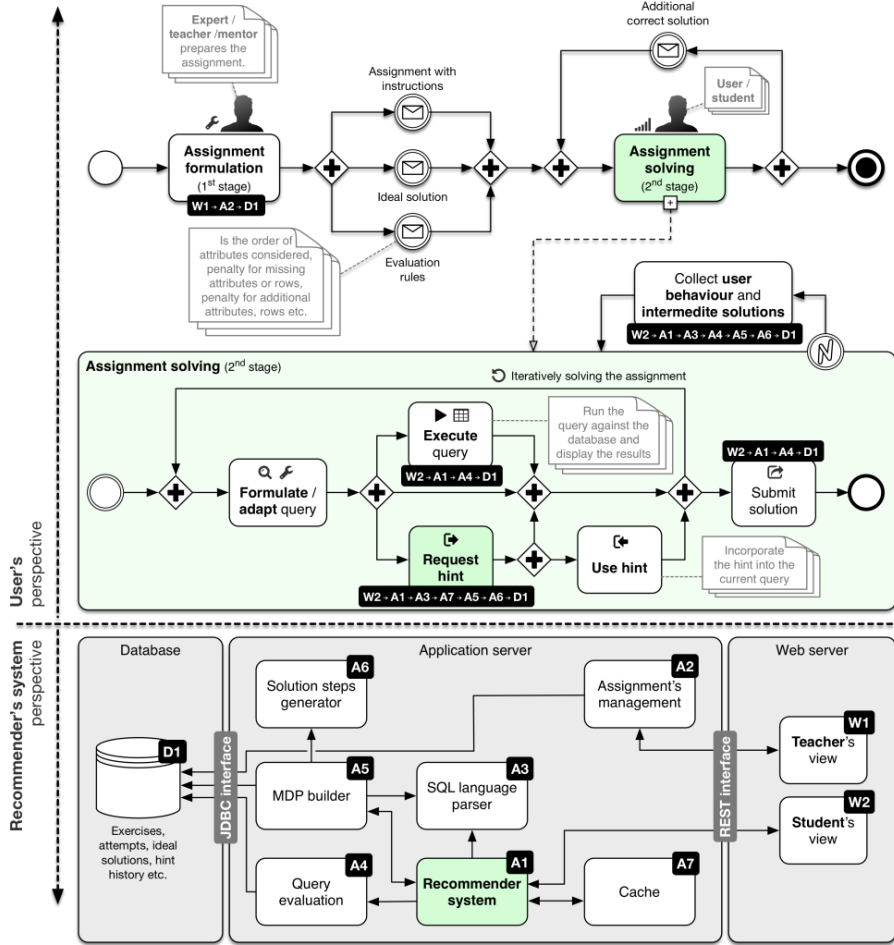 Expert /
teacher /mentor
prepares the
assignment.
Assignment
formulation
(1st stage)
W1→A2→D1
Assignment with
instructions
Ideal solution
Evaluation
rules
Is the order of
attributes considered,
penalty for missing
attributes or rows,
penalty for additional
attributes, rows etc.
Additional
correct solution
User /
student
Assignment
solving
(2nd stage)
Collect user
behaviour and
intermedite solutions
W2→A1→A3→A4→A5→A6→D1
Assignment solving (2nd stage)
Iteratively solving the assignment
Formulate /
adapt query
Execute
query
W2→A1→A4→D1
Run the
query against the
database and
display the results
Request
hint
W2→A1→A3→A7→A5→A6→D1
Use hint
Incorporate
the hint into the
current query
W2→A1→A4→D1
Submit
solution
User's
perspective
Recommender's system
perspective
Database
D1
Exercises,
attempts, ideal
solutions, hint
history etc.
JDBC interface
Application server
A6
Solution steps
generator
A2
Assignment's
management
A5
MDP builder
A3
SQL language
parser
A4
Query
evaluation
A1
Recommender
system
A7
Cache
REST interface
Web server
W1
Teacher's
view
W2
Student's
view